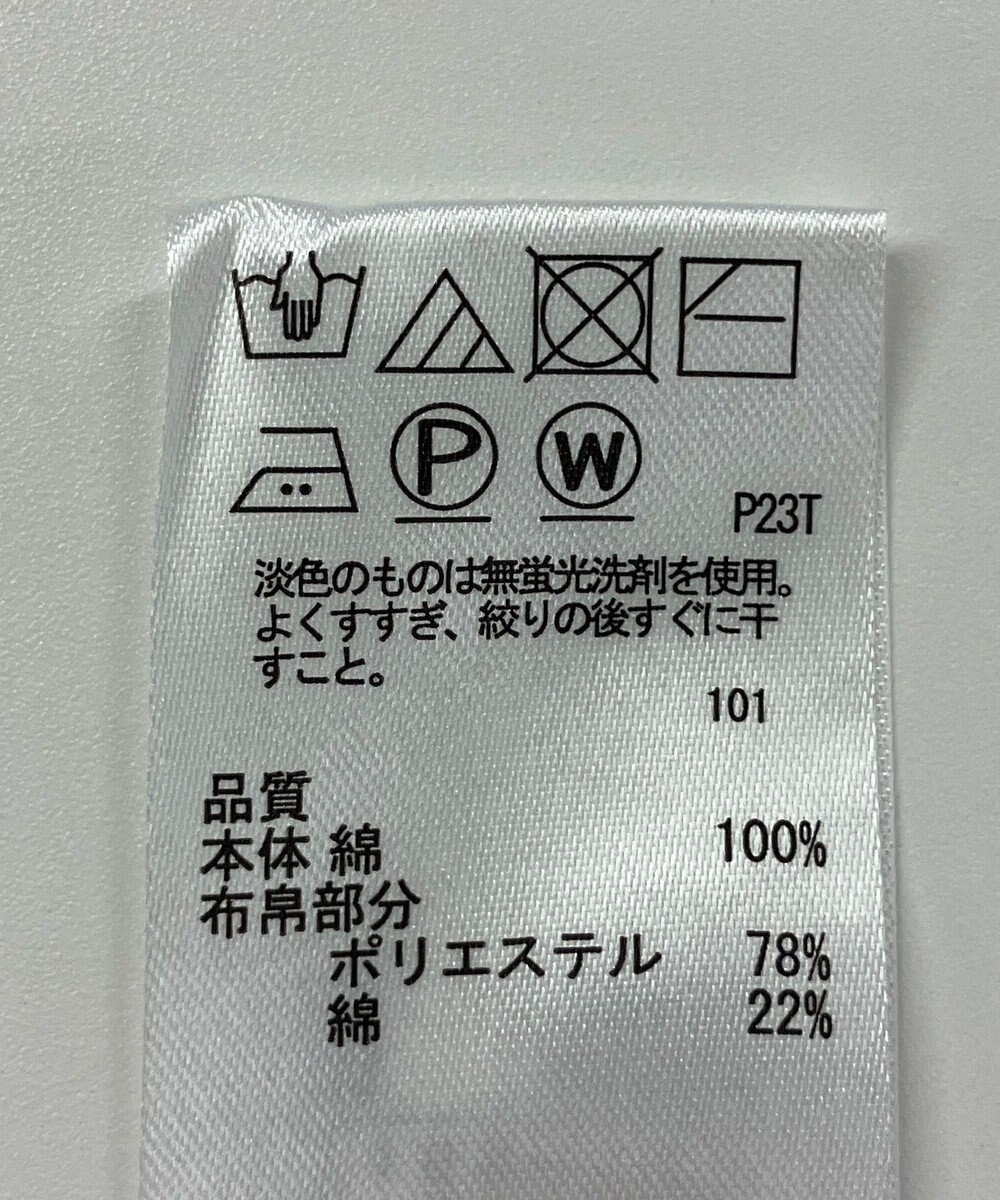 P W P23T
淡色のものは無蛍光洗剤を使用。
よくすすぎ、絞りの後すぐに干
すこと。
101
品質
本体 綿 100%
布帛部分
ポリエステル 78%
綿 22%